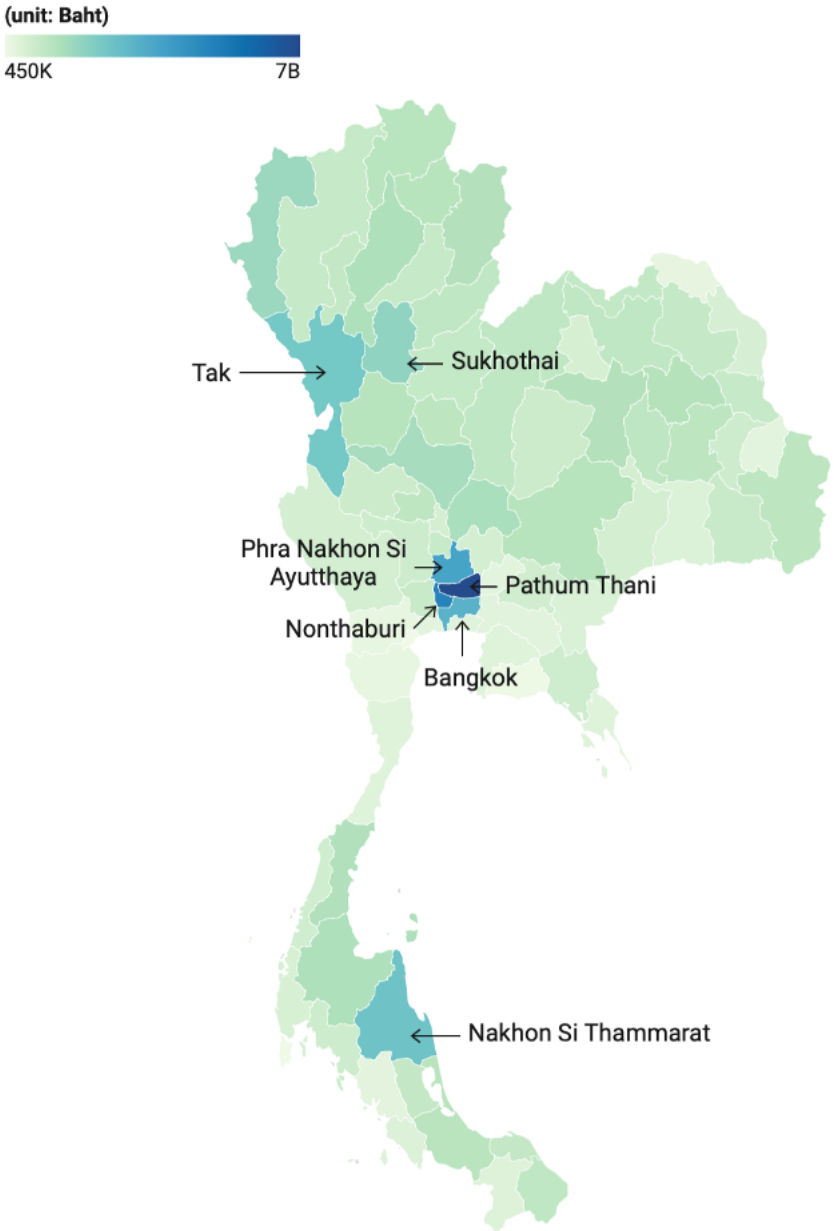 (unit: Baht)
450K 7B
Sukhothai
Tak
Phra Nakhon Si
Ayutthaya
Pathum Thani
Nonthaburi
Bangkok
Nakhon Si Thammarat